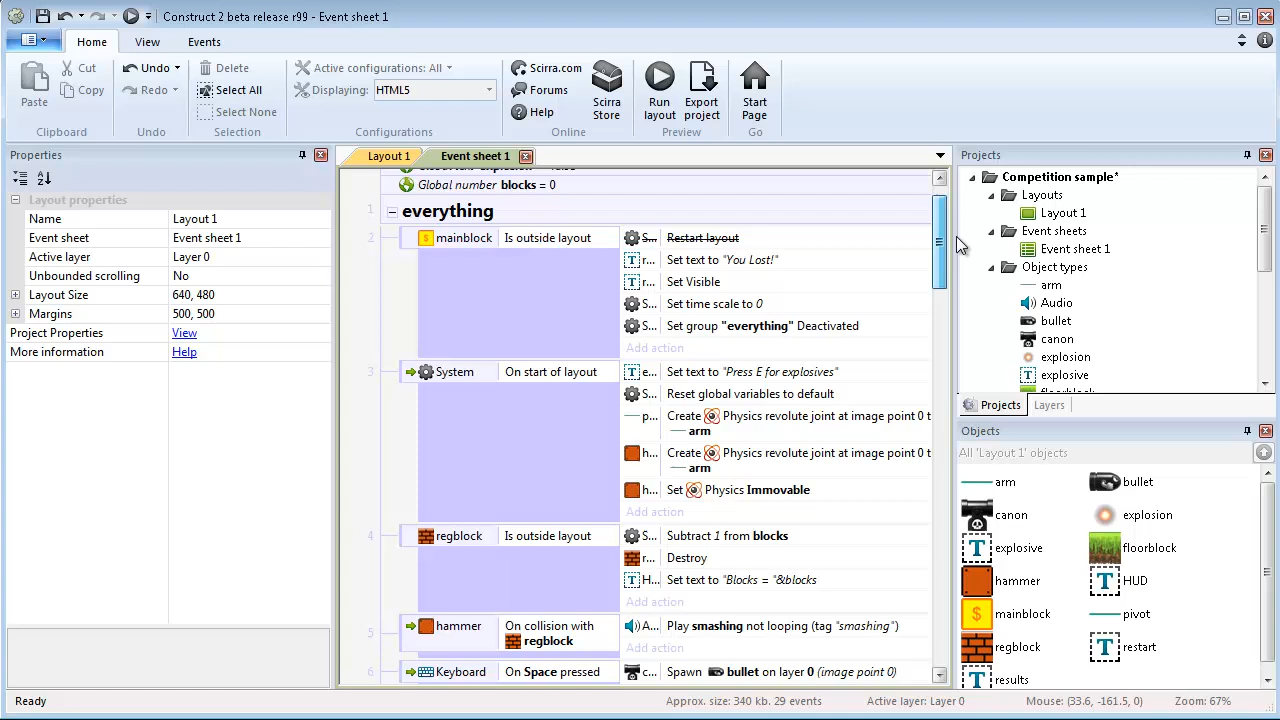 Construct 2 beta release r99 - Event sheet 1
Home View Events
Paste
Cut
Copy
Clipboard
Undo
Redo
Undo
Delete
Select All
Select None
Selection
Active configurations: All
Displaying: HTML5
Configurations
Scirra.com
Forums
Help
Scirra Store
Online
Run layout
Export project
Preview
Start Page
Go
Properties
Layout properties
Name Layout 1
Event sheet Event sheet 1
Active layer Layer 0
Unbounded scrolling No
Layout Size 640, 480
Margins 500, 500
Project Properties View
More information Help
Layout 1 Event sheet 1
Global number blocks = 0
1 everything
2 mainblock Is outside layout S... Restart layout
r... Set text to "You Lost!"
r... Set Visible
S... Set time scale to 0
S... Set group "everything" Deactivated
Add action
3 System On start of layout e... Set text to "Press E for explosives"
S... Reset global variables to default
p... Create Physics revolute joint at image point 0 t
arm
h... Create Physics revolute joint at image point 0 t
arm
h... Set Physics Immovable
Add action
4 regblock Is outside layout S... Subtract 1 from blocks
r... Destroy
H... Set text to "Blocks = "&blocks
Add action
5 hammer On collision with regblock A... Play smashing not looping (tag "smashing")
Add action
6 Keyboard On Space pressed c... Spawn bullet on layer 0 (image point 0)
Projects
Competition sample*
Layouts
Layout 1
Event sheets
Event sheet 1
Object types
arm
Audio
bullet
canon
explosion
explosive
Projects Layers
Objects
All 'Layout 1' objects
arm bullet
canon explosion
explosive floorblock
hammer HUD
mainblock pivot
regblock
results
Ready Approx. size: 340 kb. 29 events Active layer: Layer 0 Mouse: (33.6, -161.5, 0) Zoom: 67%